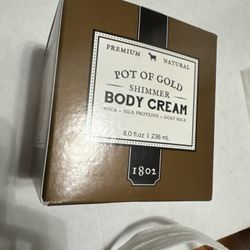 PREMIUM NATURAL
POT OF GOLD
SHIMMER
BODY CREAM
MICA • SILK PROTEINS • GOAT MILK
8.0 fl oz | 236 mL
1802